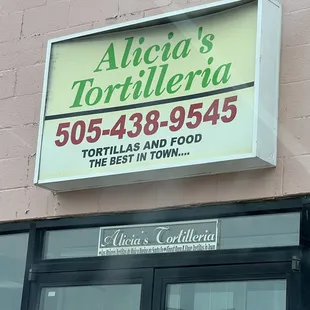 Alicia's
Tortilleria
505-438-9545
TORTILLAS AND FOOD
THE BEST IN TOWN....
Alicia's Tortilleria